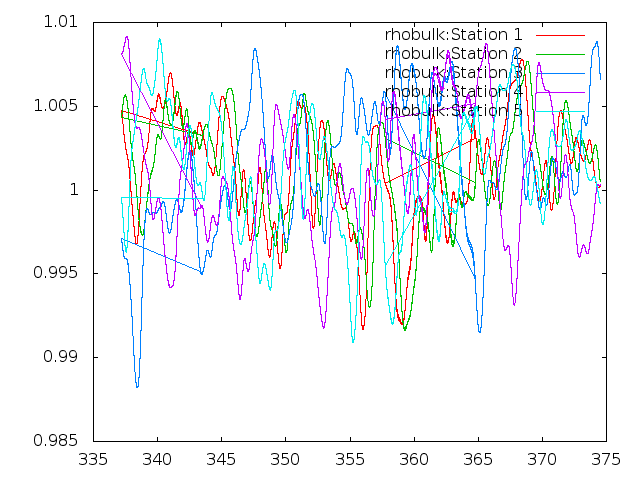 1.01
1.005
1
0.995
0.99
0.985
335 340 345 350 355 360 365 370 375
rhobulk:Station 1
rhobulk:Station 2
rhobulk:Station 3
rhobulk:Station 4
rhobulk:Station 5